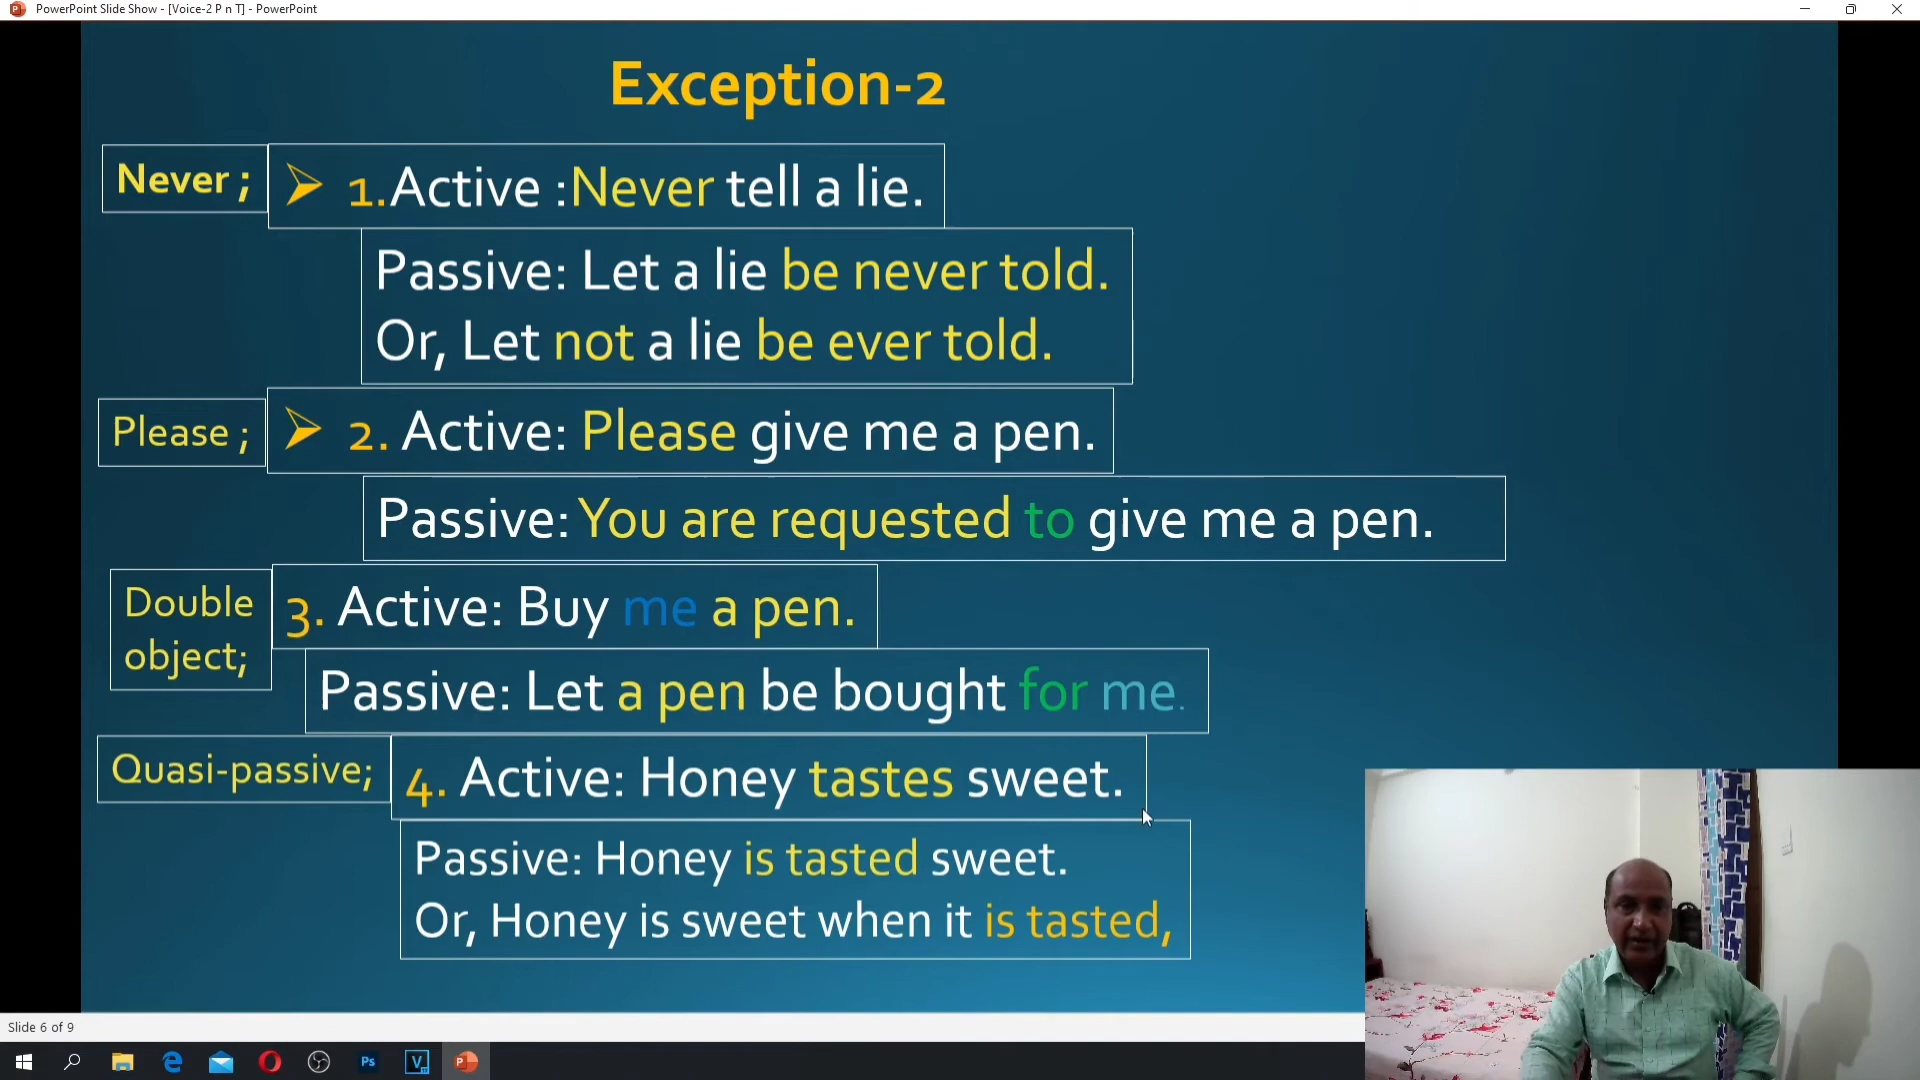 PowerPoint Slide Show - [Voice-2 P n T] - PowerPoint
Exception-2
Never ;
1.Active :Never tell a lie.
Passive: Let a lie be never told.
Or, Let not a lie be ever told.
Please ;
2. Active: Please give me a pen.
Passive: You are requested to give me a pen.
Double
object;
3. Active: Buy me a pen.
Passive: Let a pen be bought for me.
Quasi-passive;
4. Active: Honey tastes sweet.
Passive: Honey is tasted sweet.
Or, Honey is sweet when it is tasted,
Slide 6 of 9
Ps
V
P